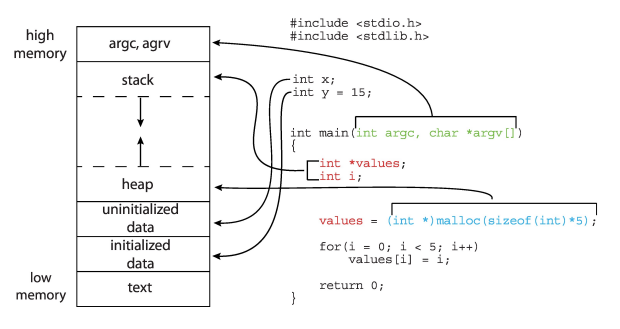 high
memory
argc, agrv
stack
heap
uninitialized
data
initialized
data
low
memory
text
#include <stdio.h>
#include <stdlib.h>
int x;
int y = 15;
int main(int argc, char *argv[])
{
int *values;
int i;
values = (int *)malloc(sizeof(int)*5);
for(i = 0; i < 5; i++)
values[i] = i;
return 0;
}